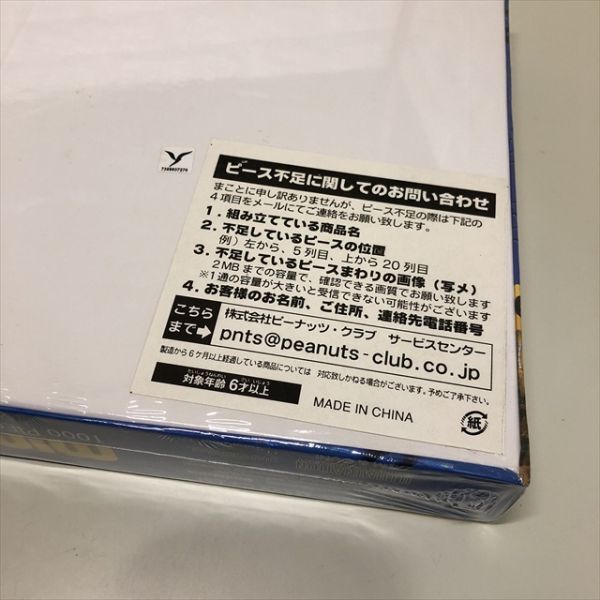 ピース不足に関してのお問い合わせ
まことに申し訳ありませんが、ピース不足の際は下記の
4項目をメールにてご連絡をお願い致します。
1．組み立てている商品名
2．不足しているピースの位置
例）左から、5列目、上から20列目
3．不足しているピースまわりの画像（写メ）
2MBまでの容量で、確認できる画質でお願い致します
※1通の容量が大きいと受信できない可能性がございます
4．お客様のお名前、ご住所、連絡先電話番号
こちらまで→
株式会社ピーナッツ・クラブ サービスセンター
pnts@peanuts-club.co.jp
製造から6ケ月以上経過している商品については 対応致しかねる場合がございます。予めご了承下さい。
対象年齢 6才以上
MADE IN CHINA
紙